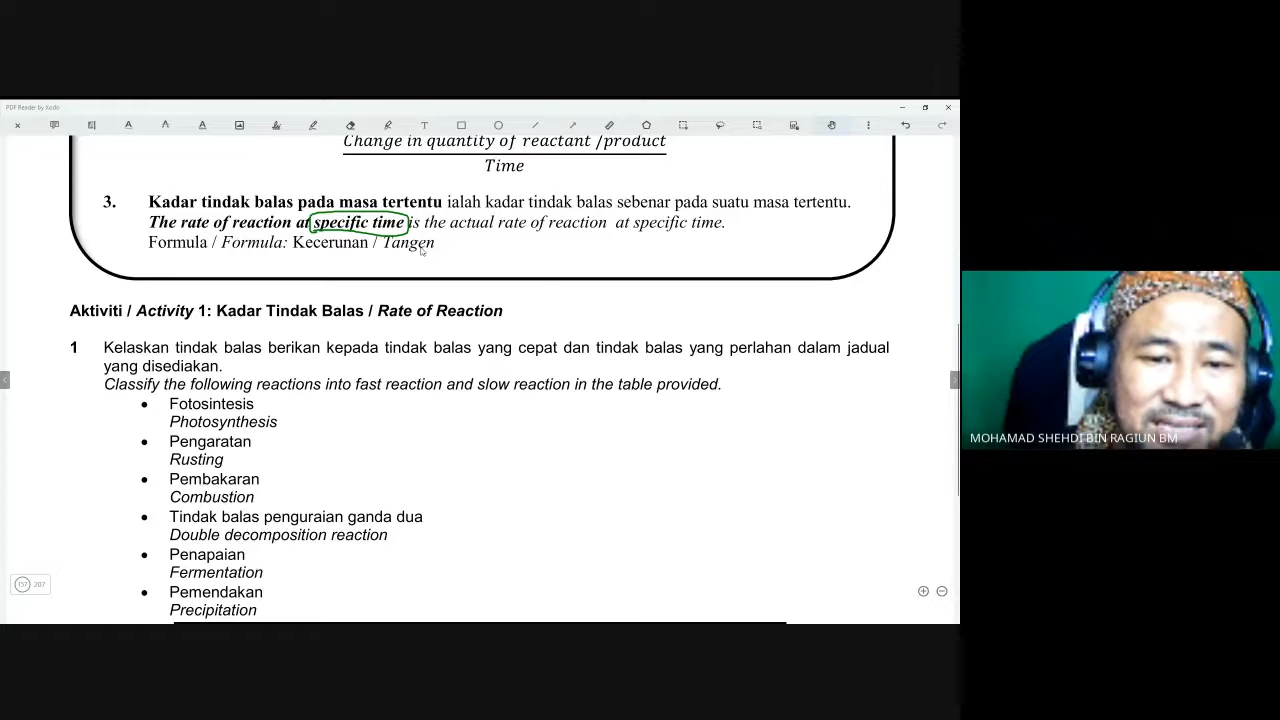 PDF Reader by Xodo
Change in quantity of reactant /product
Time
3. Kadar tindak balas pada masa tertentu ialah kadar tindak balas sebenar pada suatu masa tertentu.
The rate of reaction at specific time is the actual rate of reaction at specific time.
Formula / Formula: Kecerunan / Tangen
Aktiviti / Activity 1: Kadar Tindak Balas / Rate of Reaction
1 Kelaskan tindak balas berikan kepada tindak balas yang cepat dan tindak balas yang perlahan dalam jadual
yang disediakan.
Classify the following reactions into fast reaction and slow reaction in the table provided.
• Fotosintesis
Photosynthesis
• Pengaratan
Rusting
• Pembakaran
Combustion
• Tindak balas penguraian ganda dua
Double decomposition reaction
• Penapaian
Fermentation
• Pemendakan
Precipitation
157 207
MOHAMAD SHEHDI BIN RAGIUN BM